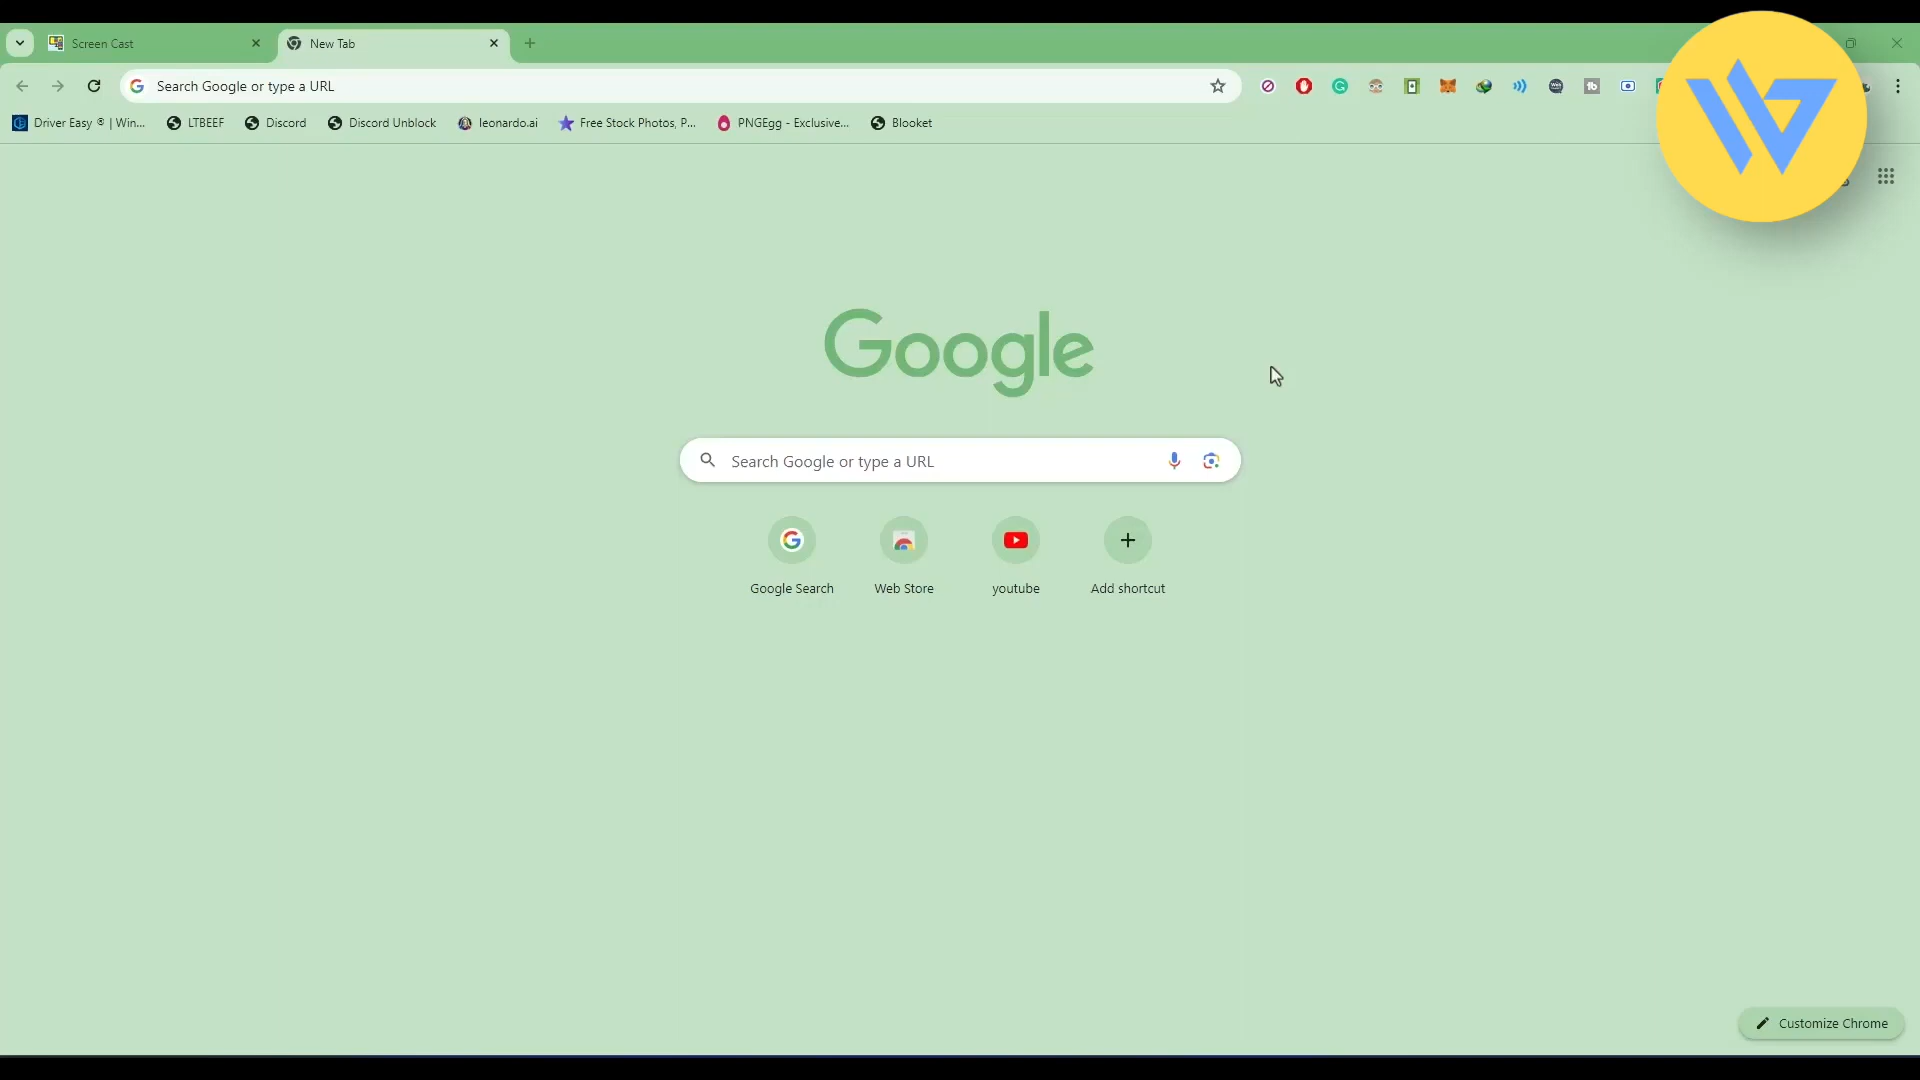 Screen Cast
New Tab
Search Google or type a URL
Driver Easy ® | Win...
LTBEEF
Discord
Discord Unblock
leonardo.ai
Free Stock Photos, P...
PNGEgg - Exclusive...
Blooket
Google
Search Google or type a URL
Google Search
Web Store
youtube
Add shortcut
Customize Chrome